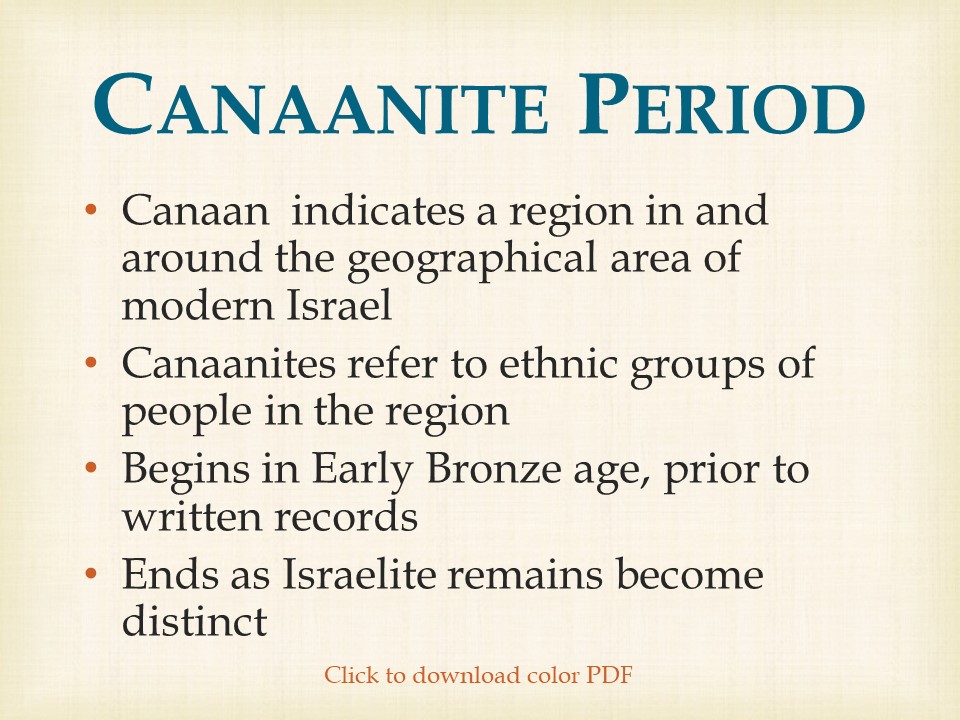 CANAANITE PERIOD
• Canaan  indicates a region in and
around the geographical area of
modern Israel
• Canaanites refer to ethnic groups of
people in the region
• Begins in Early Bronze age, prior to
written records
• Ends as Israelite remains become
distinct
Click to download color PDF